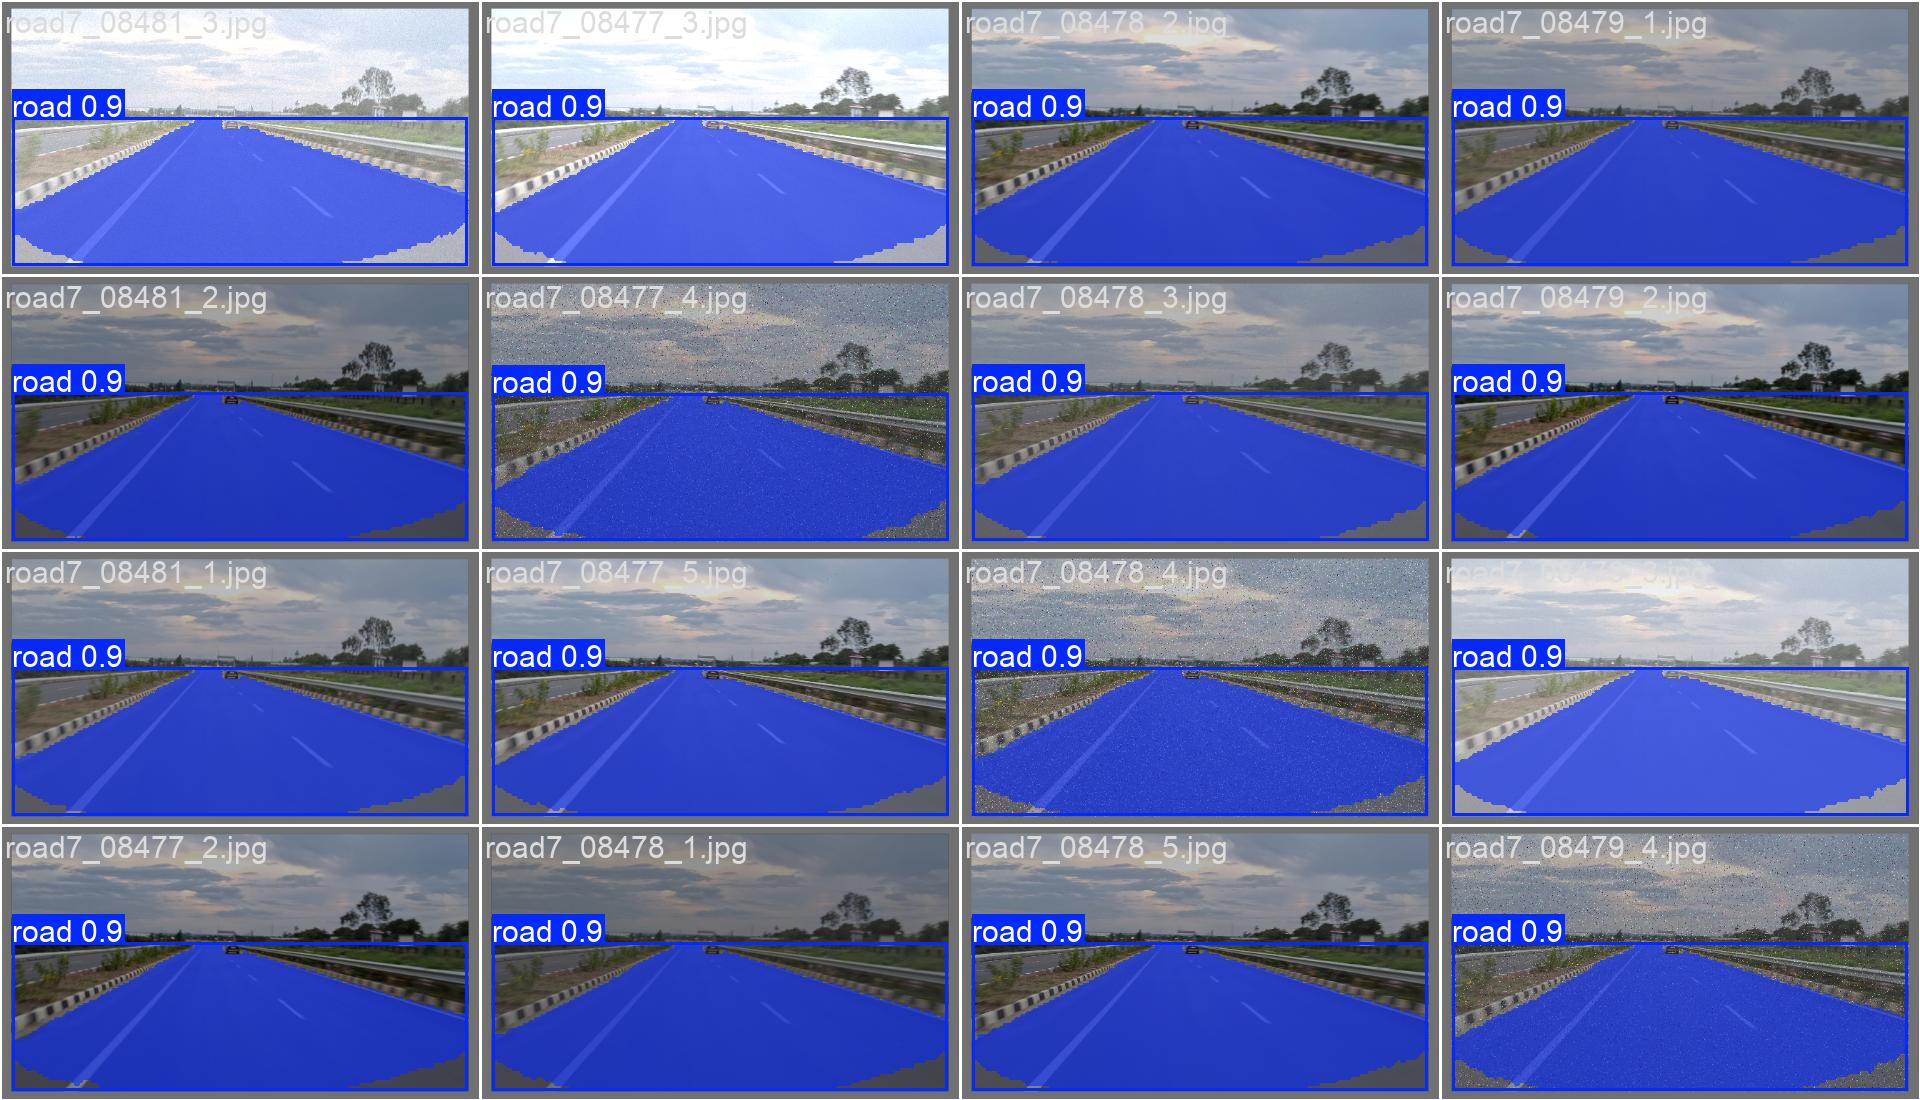 road7_08481_3.jpg
road 0.9
road7_08477_3.jpg
road 0.9
road7_08478_2.jpg
road 0.9
road7_08479_1.jpg
road 0.9
road7_08481_2.jpg
road 0.9
road7_08477_4.jpg
road 0.9
road7_08478_3.jpg
road 0.9
road7_08479_2.jpg
road 0.9
road7_08481_1.jpg
road 0.9
road7_08477_5.jpg
road 0.9
road7_08478_4.jpg
road 0.9
road7_08479_3.jpg
road 0.9
road7_08477_2.jpg
road 0.9
road7_08478_1.jpg
road 0.9
road7_08478_5.jpg
road 0.9
road7_08479_4.jpg
road 0.9